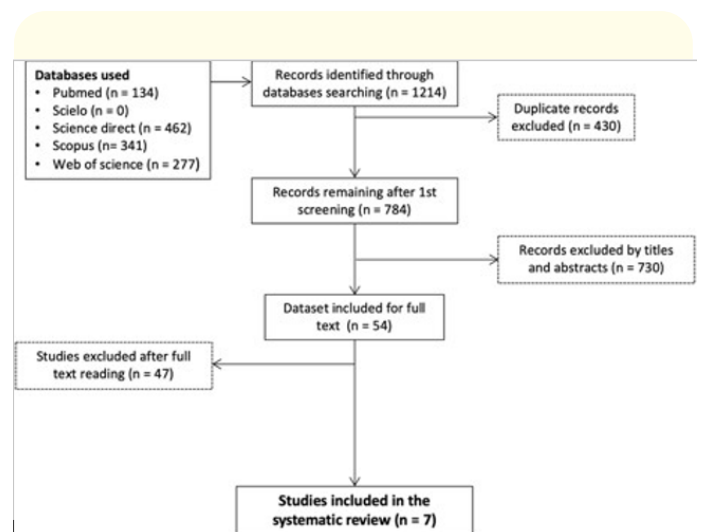 Databases used
• Pubmed (n = 134)
• Scielo (n = 0)
• Science direct (n = 462)
• Scopus (n= 341)
• Web of science (n = 277)
Records identified through
databases searching (n = 1214)
Duplicate records
excluded (n = 430)
Records remaining after 1st
screening (n = 784)
Records excluded by titles
and abstracts (n = 730)
Dataset included for full
text (n = 54)
Studies excluded after full
text reading (n = 47)
Studies included in the
systematic review (n = 7)